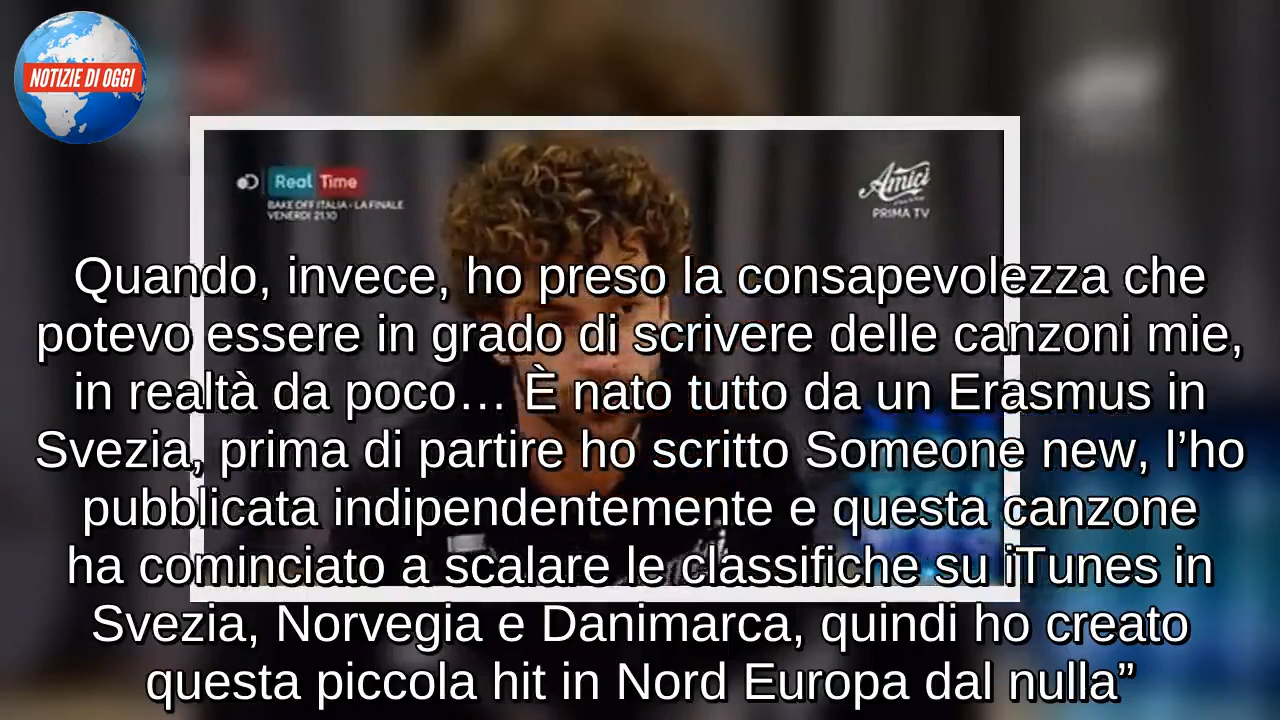 NOTIZIE DI OGGI
Real Time
BAKE OFF ITALIA - LA FINALE
VENERDÌ 21.10
Amici
PRIMA TV
Quando, invece, ho preso la consapevolezza che
potevo essere in grado di scrivere delle canzoni mie,
in realtà da poco… È nato tutto da un Erasmus in
Svezia, prima di partire ho scritto Someone new, l’ho
pubblicata indipendentemente e questa canzone
ha cominciato a scalare le classifiche su iTunes in
Svezia, Norvegia e Danimarca, quindi ho creato
questa piccola hit in Nord Europa dal nulla”